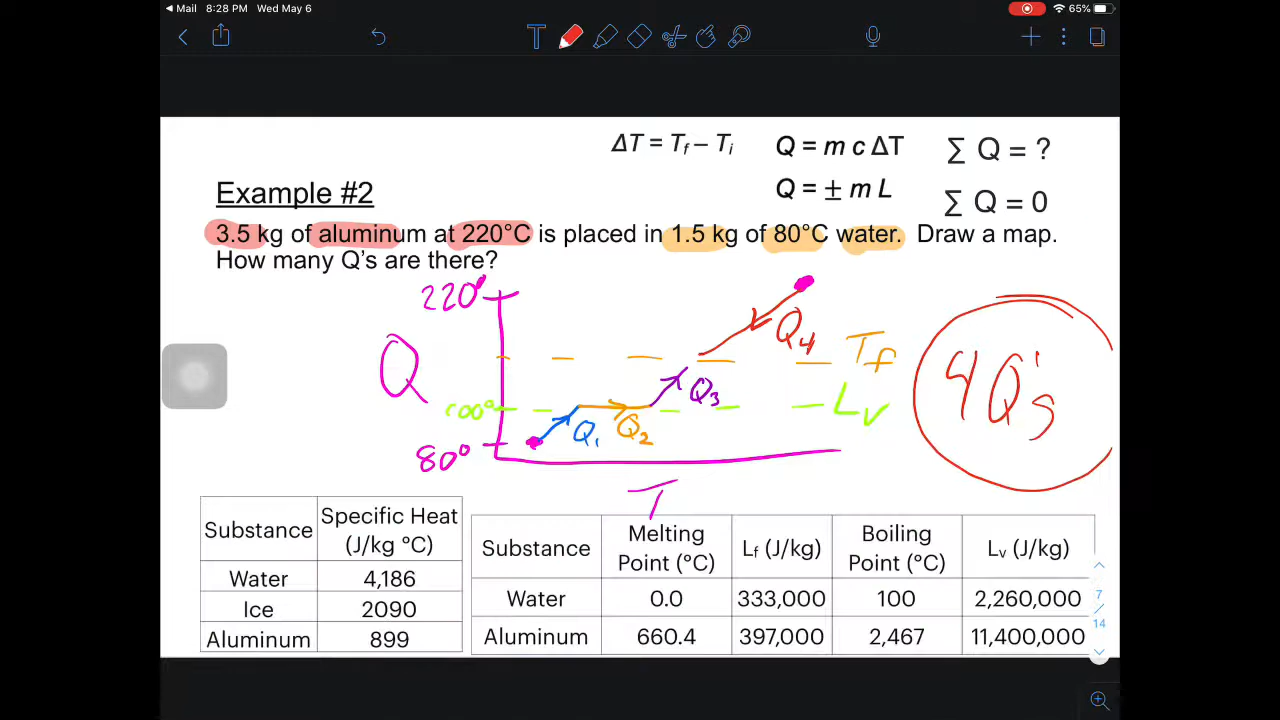 Mail 8:28 PM Wed May 6 65%
ΔT = Tf – Ti Q = m c ΔT ∑ Q = ?
Q = ± m L
Example #2 ∑ Q = 0
3.5 kg of aluminum at 220°C is placed in 1.5 kg of 80°C water. Draw a map.
How many Q's are there?
220°
Q
Q4
Tf
4 Q's
Q3
100°
Lv
Q1
Q2
80°
T
Substance Specific Heat (J/kg °C)
Water 4,186
Ice 2090
Aluminum 899
Substance Melting Point (°C) Lf (J/kg) Boiling Point (°C) Lv (J/kg)
Water 0.0 333,000 100 2,260,000
Aluminum 660.4 397,000 2,467 11,400,000
7
/
14